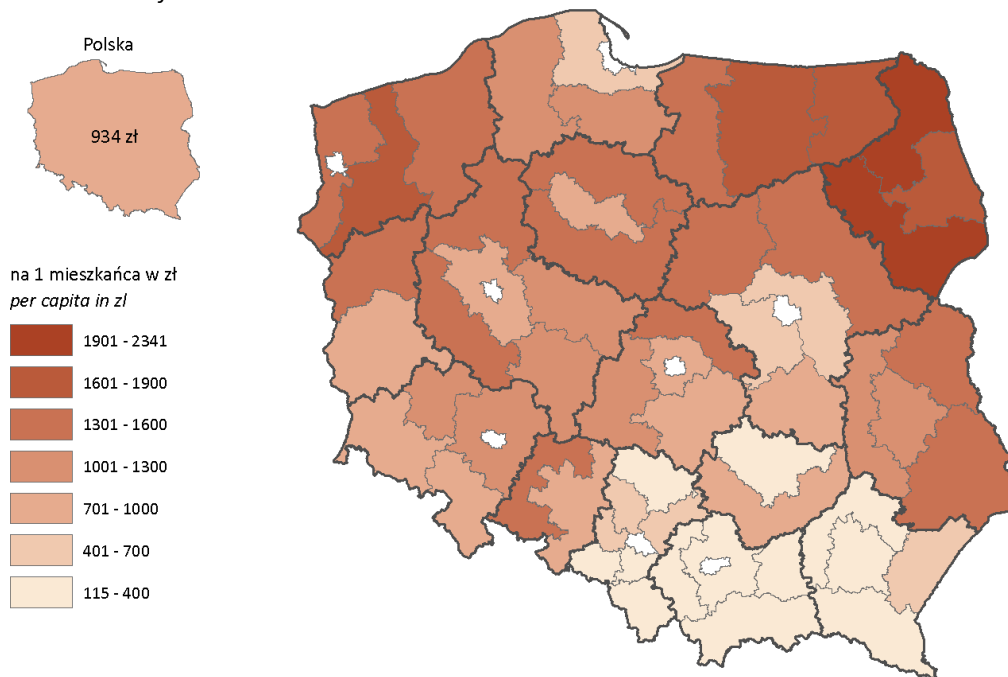 Polska
934 zł
na 1 mieszkańca w zł
per capita in zl
1901 - 2341
1601 - 1900
1301 - 1600
1001 - 1300
701 - 1000
401 - 700
115 - 400